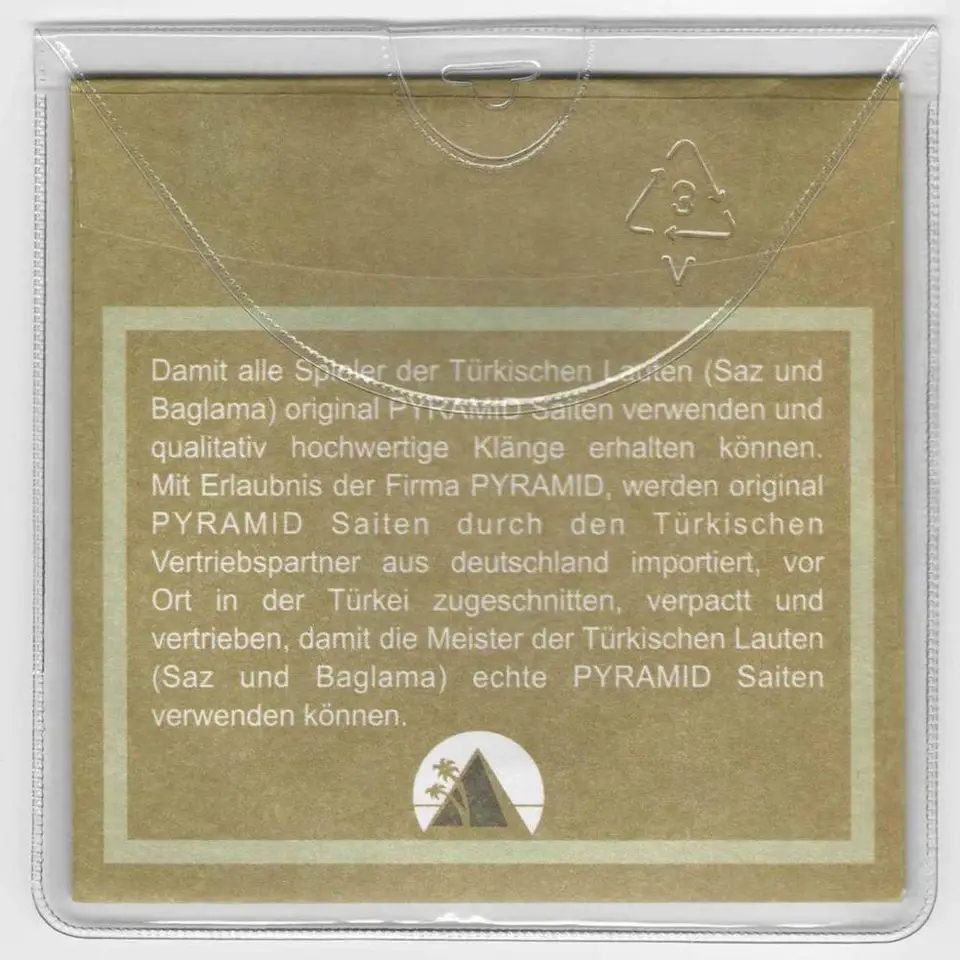 3
V
Damit alle Spieler der Türkischen Lauten (Saz und
Baglama) original PYRAMID Saiten verwenden und
qualitativ hochwertige Klänge erhalten können.
Mit Erlaubnis der Firma PYRAMID, werden original
PYRAMID Saiten durch den Türkischen
Vertriebspartner aus deutschland importiert, vor
Ort in der Türkei zugeschnitten, verpactt und
vertrieben, damit die Meister der Türkischen Lauten
(Saz und Baglama) echte PYRAMID Saiten
verwenden können.